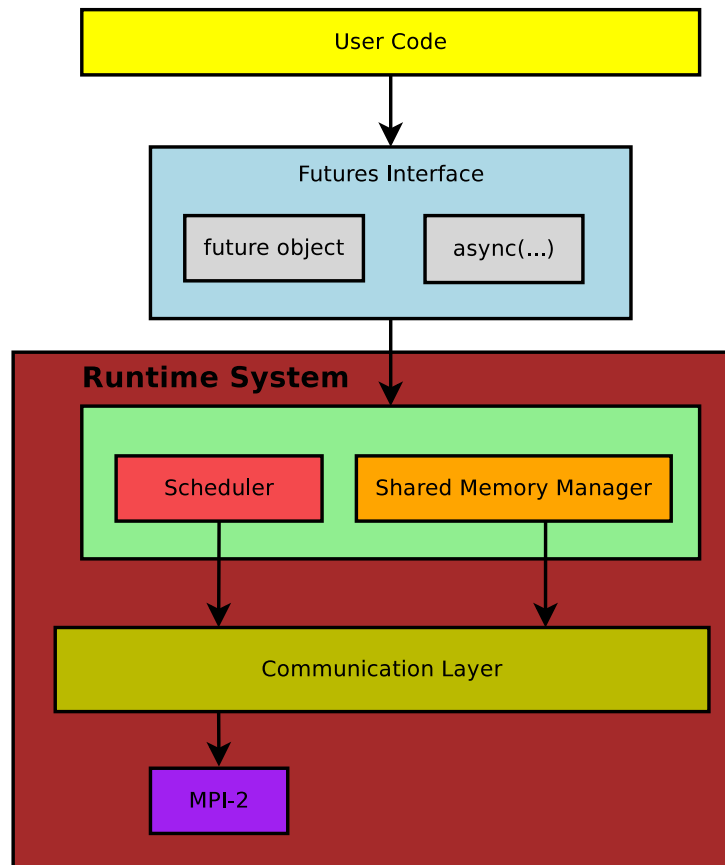 User Code
Futures Interface
future object
async(...)
Runtime System
Scheduler
Shared Memory Manager
Communication Layer
MPI-2